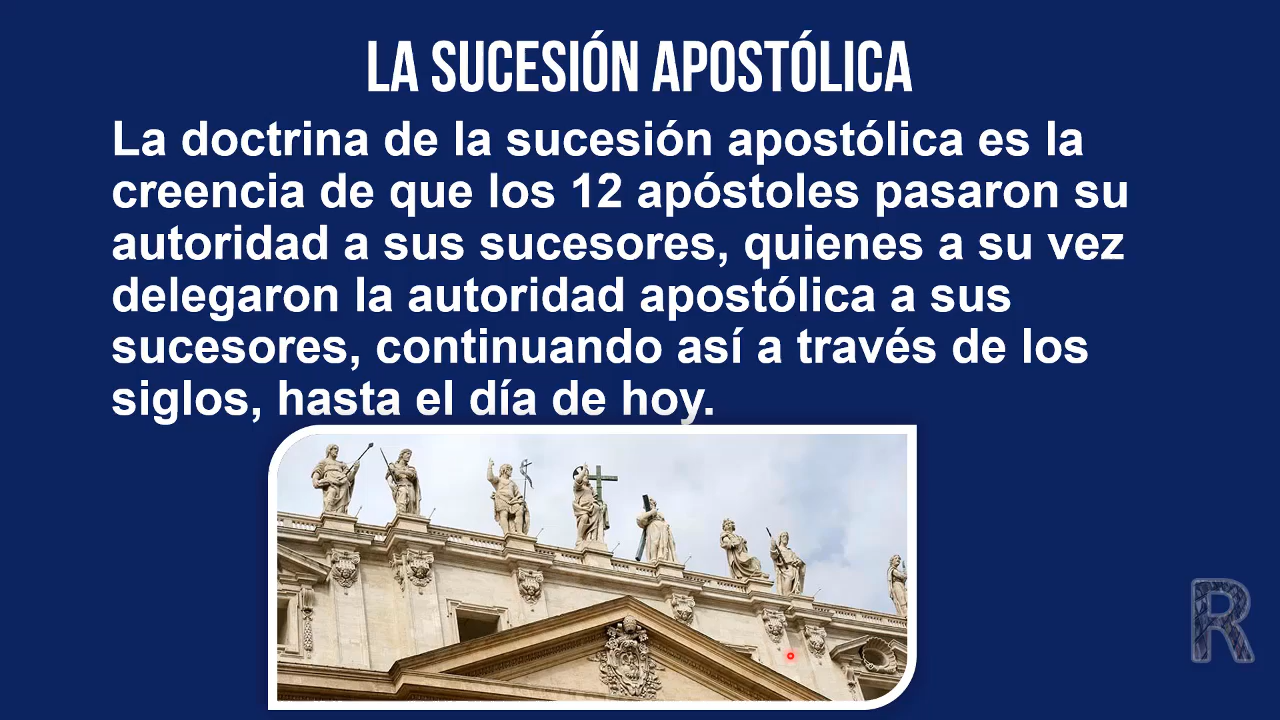 LA SUCESIÓN APOSTÓLICA
La doctrina de la sucesión apostólica es la
creencia de que los 12 apóstoles pasaron su
autoridad a sus sucesores, quienes a su vez
delegaron la autoridad apostólica a sus
sucesores, continuando así a través de los
siglos, hasta el día de hoy.
R